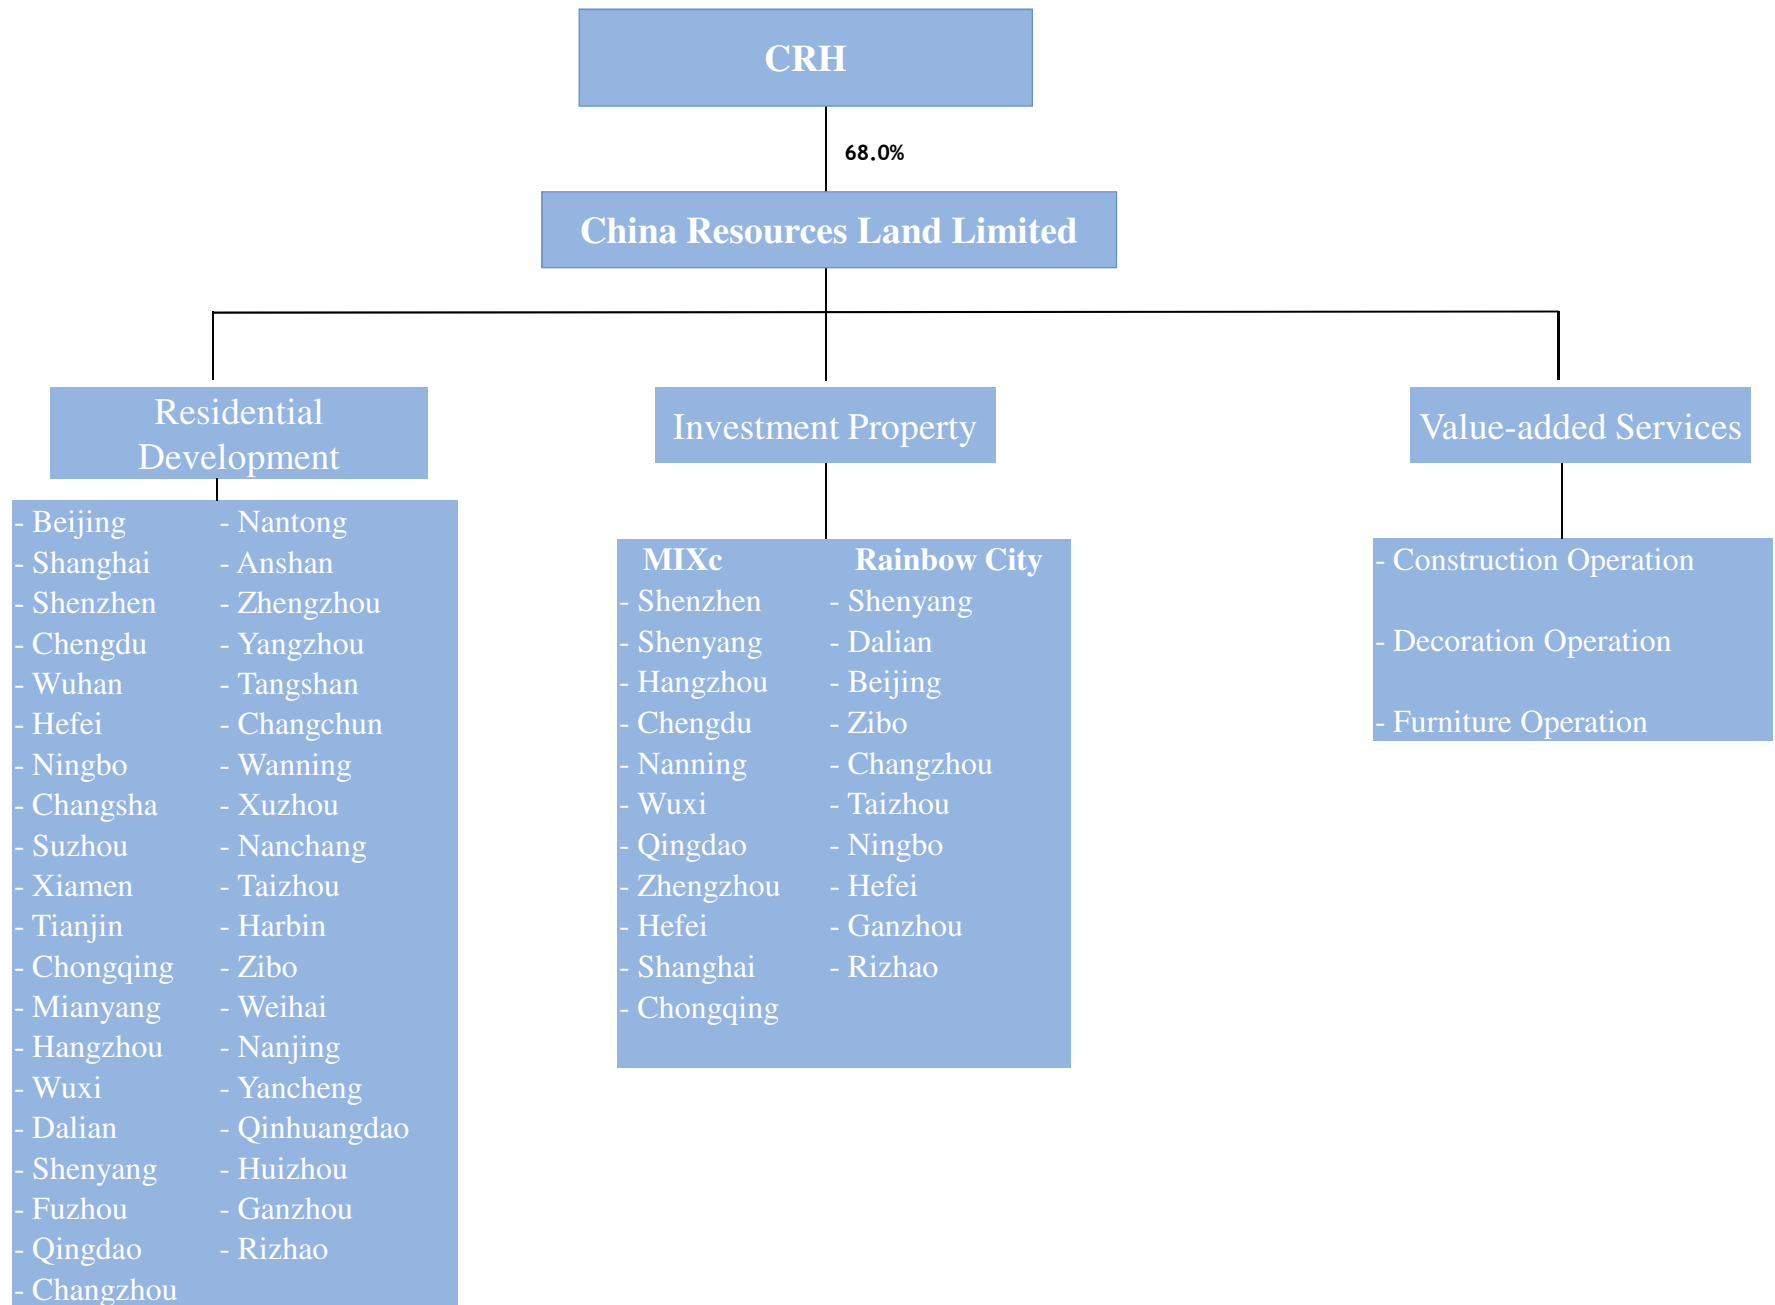 CRH
68.0%
China Resources Land Limited
Residential
Development
- Beijing
- Shanghai
- Shenzhen
- Chengdu
- Wuhan
- Hefei
- Ningbo
- Changsha
- Suzhou
- Xiamen
- Tianjin
- Chongqing
- Mianyang
- Hangzhou
- Wuxi
- Dalian
- Shenyang
- Fuzhou
- Qingdao
- Changzhou
- Nantong
- Anshan
- Zhengzhou
- Yangzhou
- Tangshan
- Changchun
- Wanning
- Xuzhou
- Nanchang
- Taizhou
- Harbin
- Zibo
- Weihai
- Nanjing
- Yancheng
- Qinhuangdao
- Huizhou
- Ganzhou
- Rizhao
Investment Property
MIXc
- Shenzhen
- Shenyang
- Hangzhou
- Chengdu
- Nanning
- Wuxi
- Qingdao
- Zhengzhou
- Hefei
- Shanghai
- Chongqing
Rainbow City
- Shenyang
- Dalian
- Beijing
- Zibo
- Changzhou
- Taizhou
- Ningbo
- Hefei
- Ganzhou
- Rizhao
Value-added Services
- Construction Operation
- Decoration Operation
- Furniture Operation